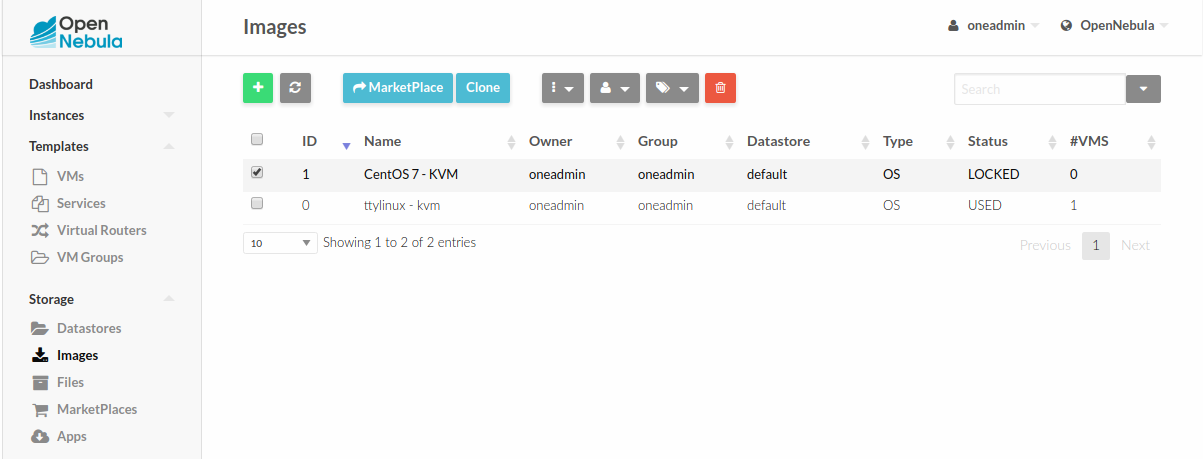 Open
Nebula
Images
oneadmin
OpenNebula
Dashboard
Instances
Templates
VMs
Services
Virtual Routers
VM Groups
Storage
Datastores
Images
Files
MarketPlaces
Apps
MarketPlace
Clone
Search
ID Name Owner Group Datastore Type Status #VMS
1 CentOS 7 - KVM oneadmin oneadmin default OS LOCKED 0
0 ttylinux - kvm oneadmin oneadmin default OS USED 1
10 Showing 1 to 2 of 2 entries
Previous 1 Next